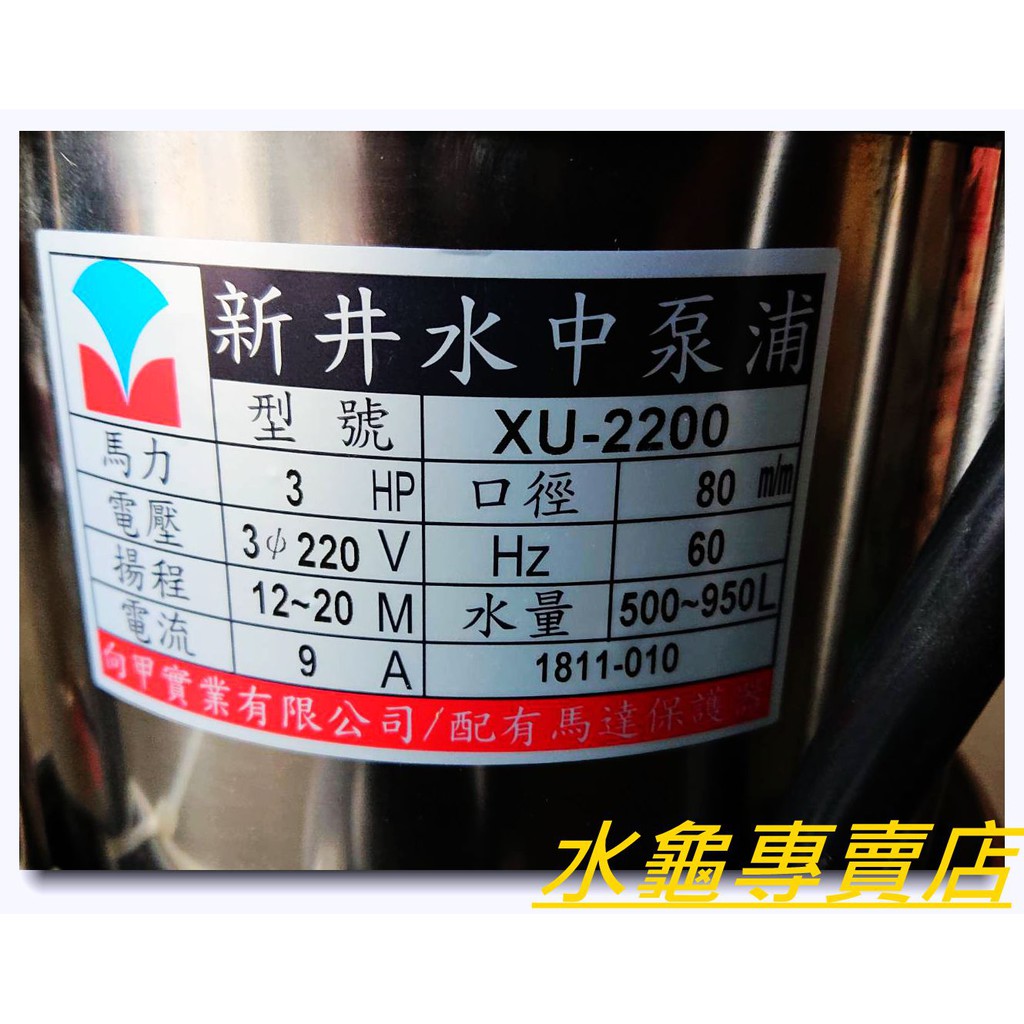 新井水中泵浦
型號 XU-2200
馬力 3 HP 口徑 80 m/m
電壓 3φ220 V Hz 60
揚程 12~20 M 水量 500~950L
電流 9 A 1811-010
向甲實業有限公司/配有馬達保護器
水龜專賣店